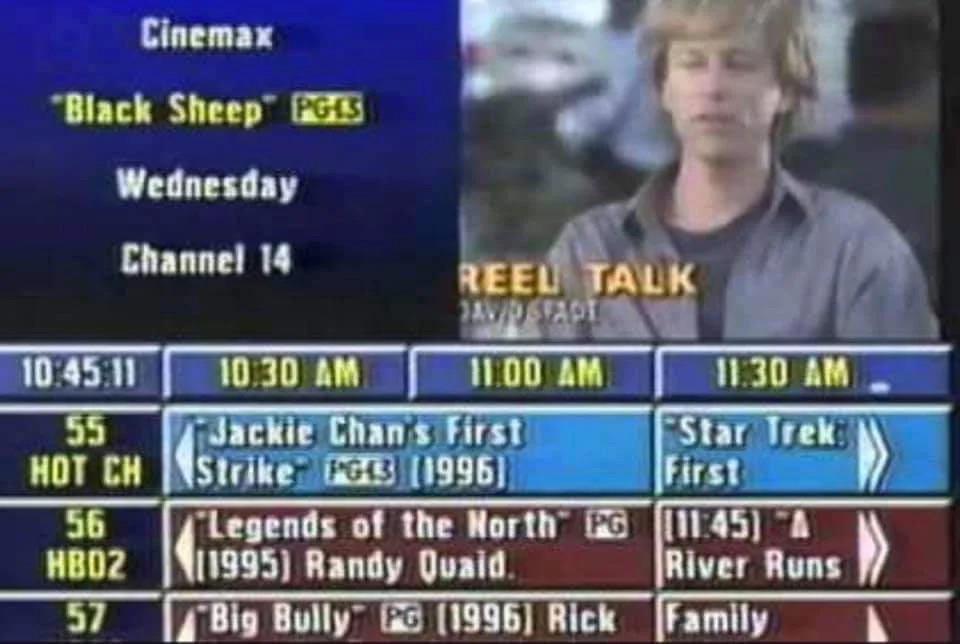 Cinemax
"Black Sheep" PG13
Wednesday
Channel 14
REEL TALK
DAVID SPADE
10:45:11 10:30 AM 11:00 AM 11:30 AM
55 "Jackie Chan's First "Star Trek:
HOT CH Strike" PG13 (1996) First
56 "Legends of the North" PG (11:45) "A
HBO2 (1995) Randy Quaid. River Runs
57 "Big Bully" PG (1996) Rick Family